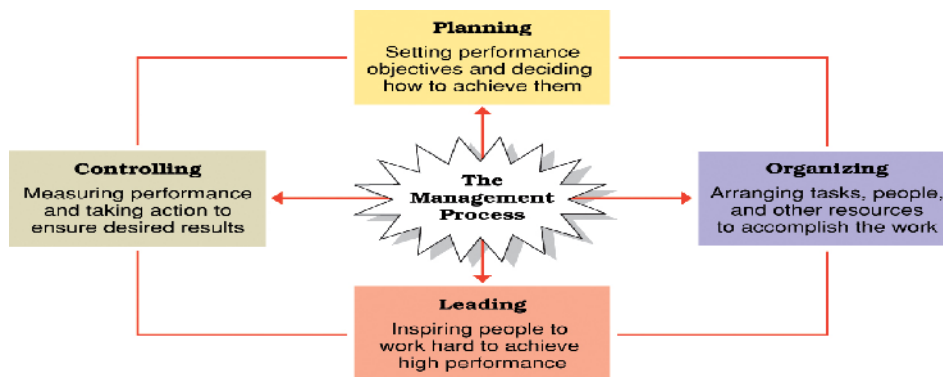 Planning
Setting performance
objectives and deciding
how to achieve them
Controlling
Measuring performance
and taking action to
ensure desired results
The
Management
Process
Organizing
Arranging tasks, people,
and other resources
to accomplish the work
Leading
Inspiring people to
work hard to achieve
high performance